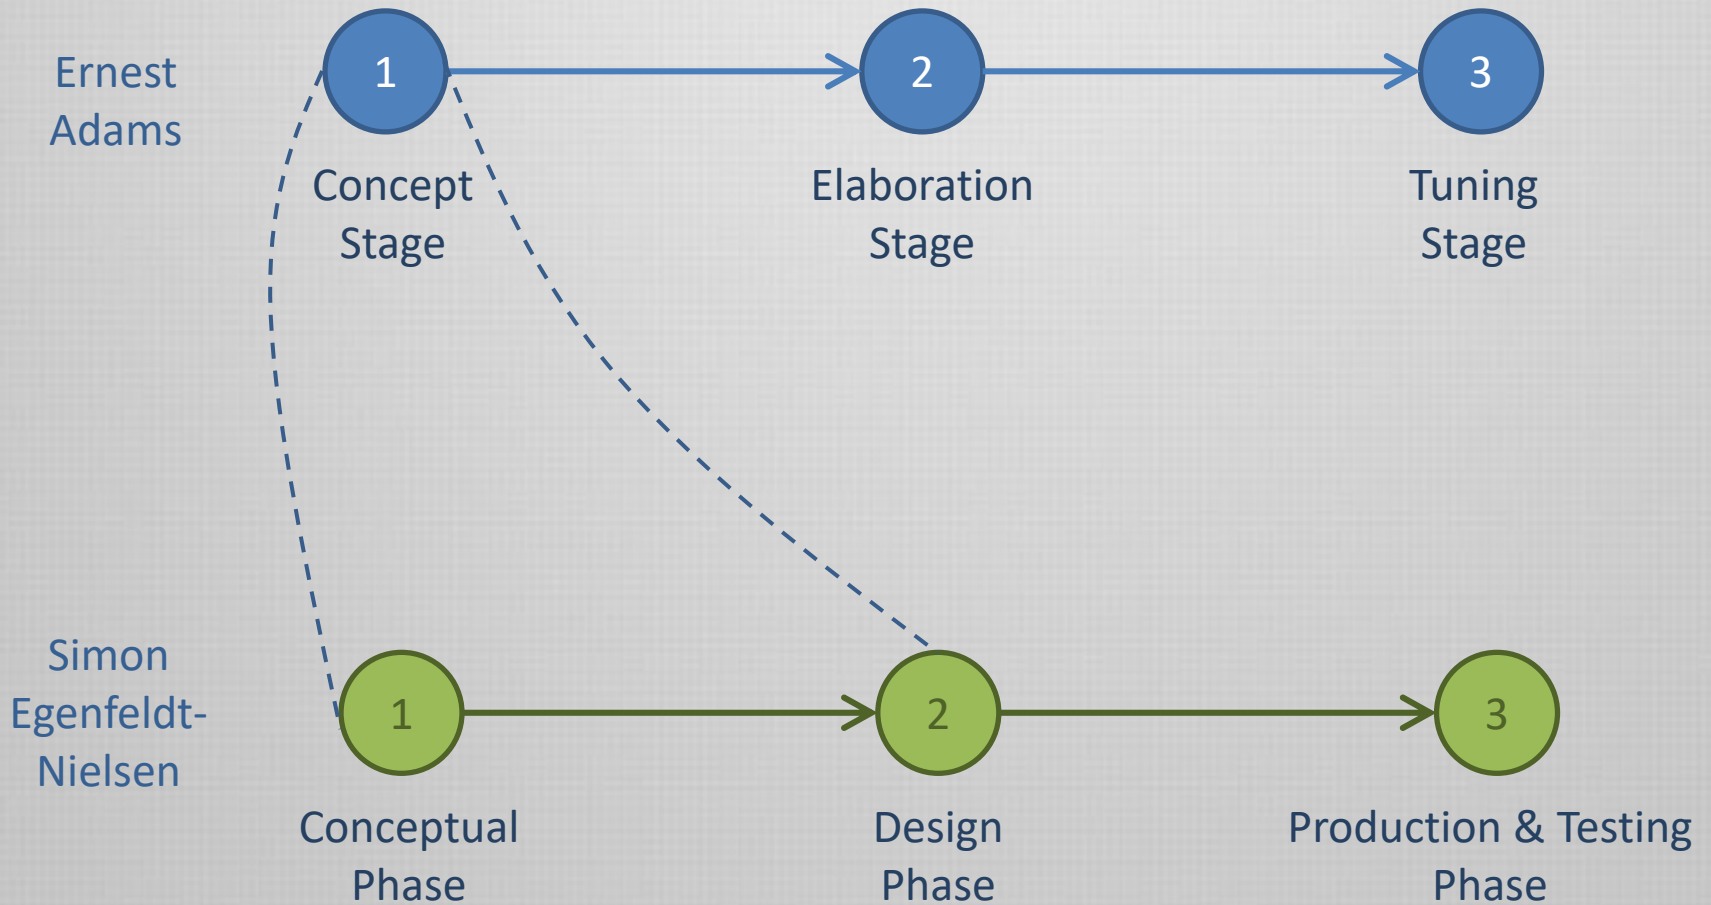 Ernest
Adams
1
2
3
Concept
Stage
Elaboration
Stage
Tuning
Stage
Simon
Egenfeldt-
Nielsen
1
2
3
Conceptual
Phase
Design
Phase
Production & Testing
Phase